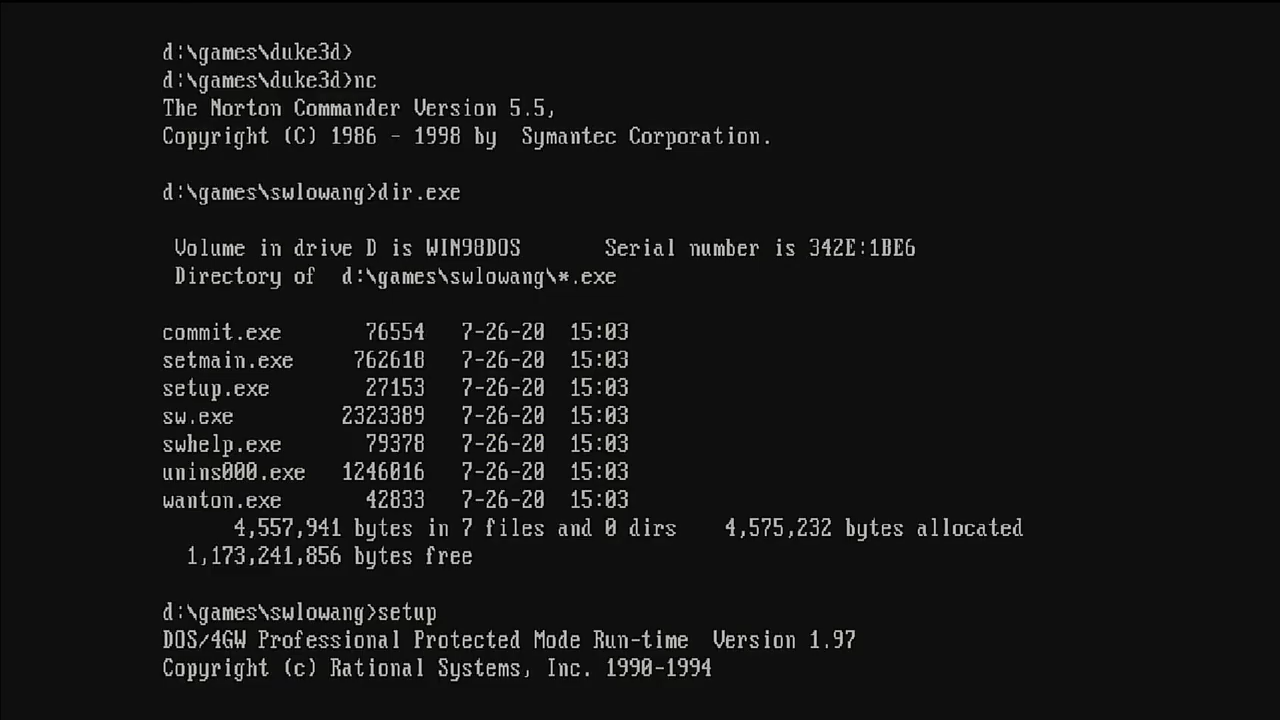 d:\games\duke3d>
d:\games\duke3d>nc
The Norton Commander Version 5.5,
Copyright (C) 1986 - 1998 by  Symantec Corporation.
d:\games\swlowang>dir.exe
Volume in drive D is WIN98DOS       Serial number is 342E:1BE6
Directory of  d:\games\swlowang\*.exe
commit.exe       76554   7-26-20  15:03
setmain.exe     762618   7-26-20  15:03
setup.exe        27153   7-26-20  15:03
sw.exe         2323389   7-26-20  15:03
swhelp.exe       79378   7-26-20  15:03
unins000.exe   1246016   7-26-20  15:03
wanton.exe       42833   7-26-20  15:03
4,557,941 bytes in 7 files and 0 dirs    4,575,232 bytes allocated
1,173,241,856 bytes free
d:\games\swlowang>setup
DOS/4GW Professional Protected Mode Run-time  Version 1.97
Copyright (c) Rational Systems, Inc. 1990-1994